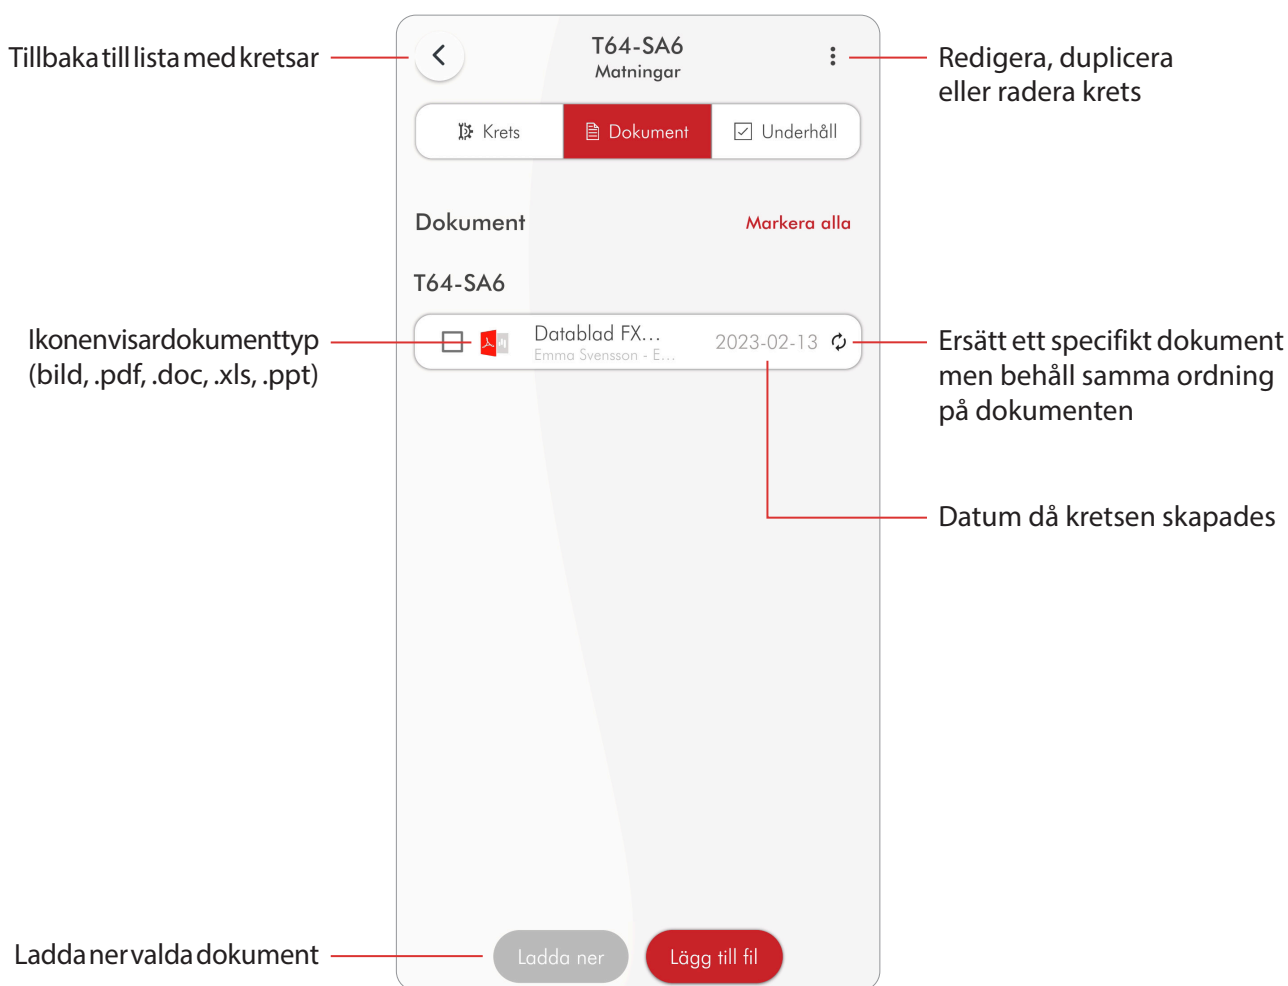 Tillbaka till lista med kretsar
T64-SA6
Matningar
Redigera, duplicera
eller radera krets
Krets
Dokument
Underhåll
Dokument
Markera alla
T64-SA6
Ikonen visar dokumenttyp
(bild, .pdf, .doc, .xls, .ppt)
Datablad FX...
Emma Svensson - E...
2023-02-13
Ersätt ett specifikt dokument
men behåll samma ordning
på dokumenten
Datum då kretsen skapades
Ladda ner valda dokument
Ladda ner
Lägg till fil